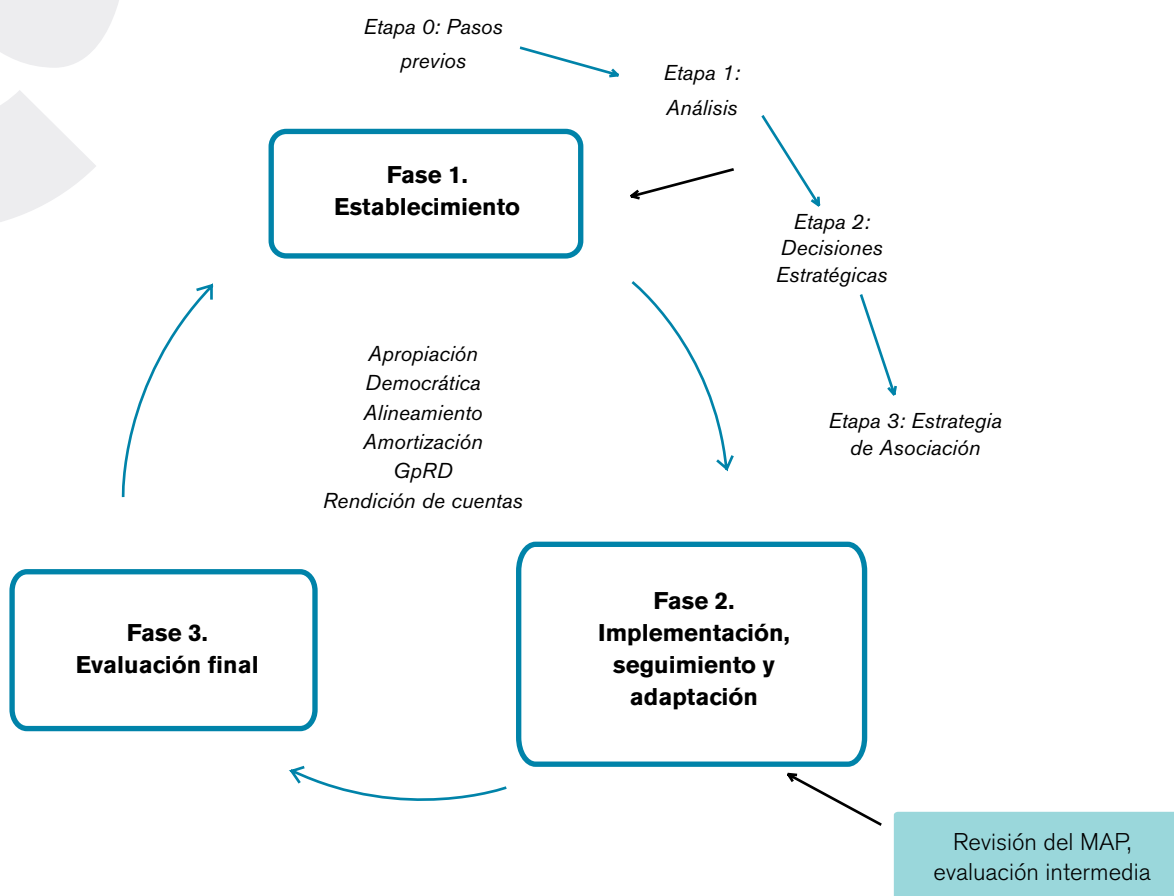 Etapa 0: Pasos
previos
Etapa 1:
Análisis
Fase 1.
Establecimiento
Etapa 2:
Decisiones
Estratégicas
Apropiación
Democrática
Alineamiento
Amortización
GpRD
Rendición de cuentas
Etapa 3: Estrategia
de Asociación
Fase 2.
Implementación,
seguimiento y
adaptación
Fase 3.
Evaluación final
Revisión del MAP,
evaluación intermedia